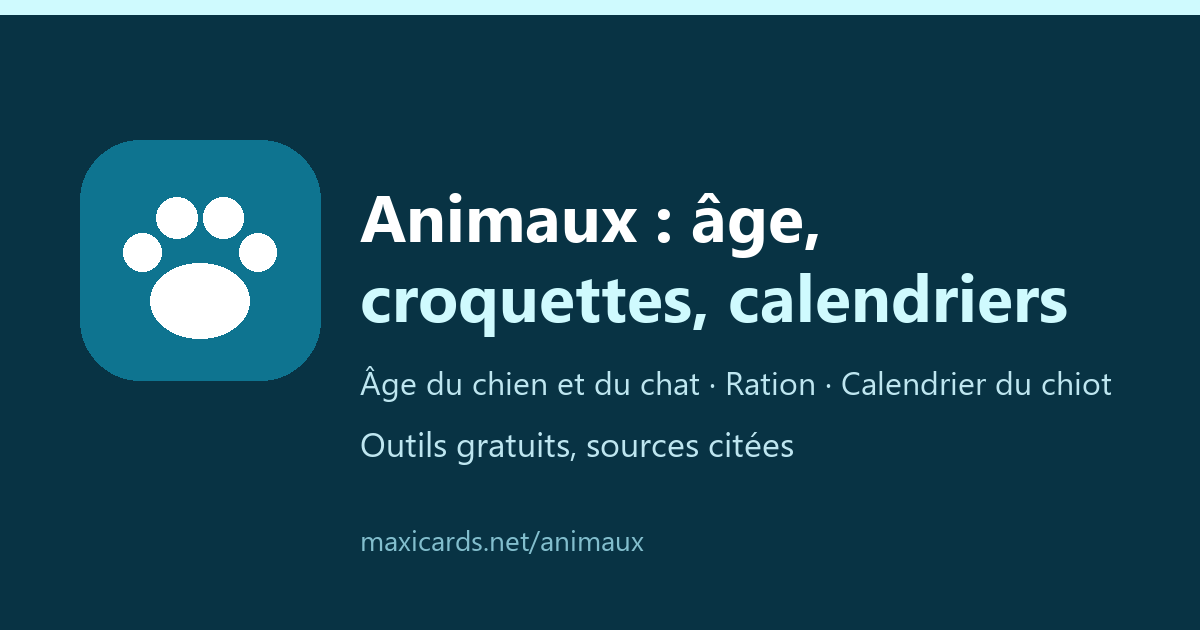 Animaux : âge,
croquettes, calendriers
Âge du chien et du chat · Ration · Calendrier du chiot
Outils gratuits, sources citées
maxicards.net/animaux